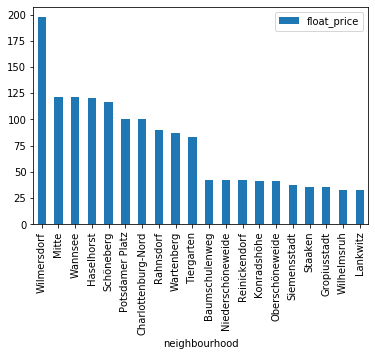 200
175
150
125
100
75
50
25
0
float_price
Wilmersdorf
Mitte
Wannsee
Haselhorst
Schöneberg
Potsdamer Platz
Charlottenburg-Nord
Rahnsdorf
Wartenberg
Tiergarten
Baumschulenweg
Niederschöneweide
Reinickendorf
Konradshöhe
Oberschöneweide
Siemensstadt
Staaken
Gropiusstadt
Wilhelmsruh
Lankwitz
neighbourhood